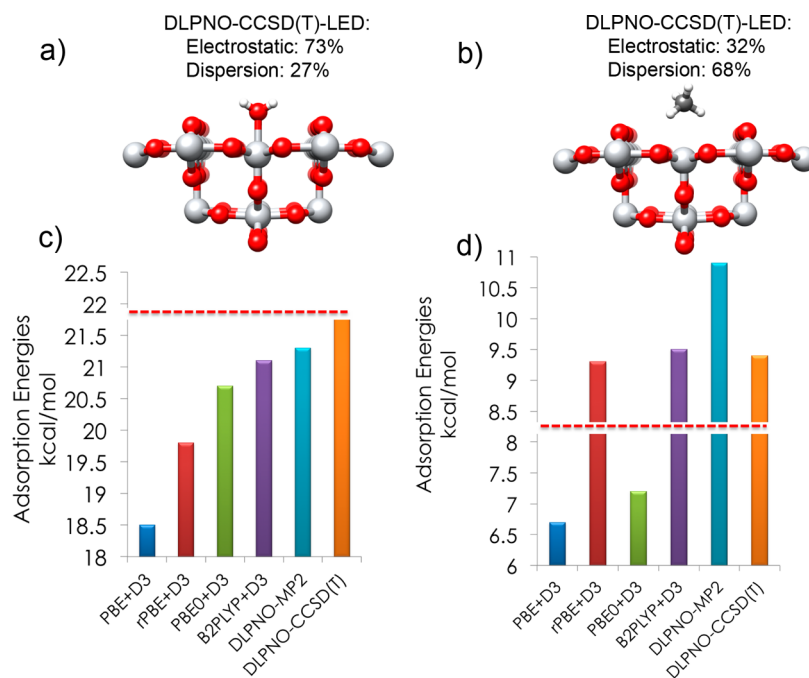 a)
DLPNO-CCSD(T)-LED:
Electrostatic: 73%
Dispersion: 27%
b)
DLPNO-CCSD(T)-LED:
Electrostatic: 32%
Dispersion: 68%
c)
Adsorption Energies
kcal/mol
22.5
22
21.5
21
20.5
20
19.5
19
18.5
18
PBE+D3
rPBE+D3
PBE0+D3
B2PLYP+D3
DLPNO-MP2
DLPNO-CCSD(T)
d)
Adsorption Energies
kcal/mol
11
10.5
10
9.5
9
8.5
8
7.5
7
6.5
6
PBE+D3
rPBE+D3
PBE0+D3
B2PLYP+D3
DLPNO-MP2
DLPNO-CCSD(T)